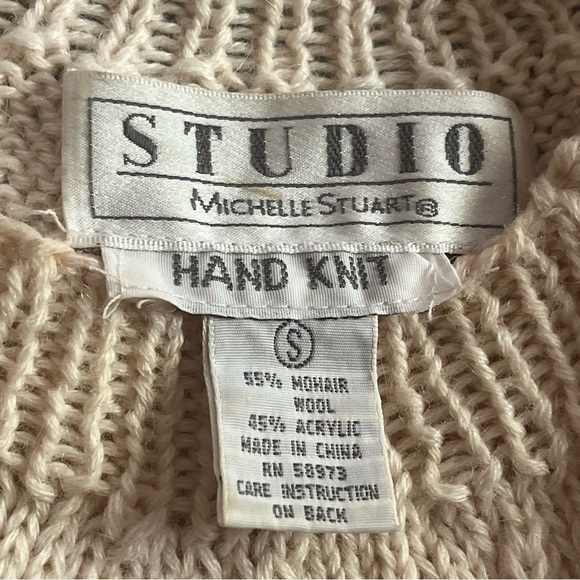 STUDIO
MICHELLE STUART®
HAND KNIT
S
55% MOHAIR
WOOL
45% ACRYLIC
MADE IN CHINA
RN 58973
CARE INSTRUCTION
ON BACK